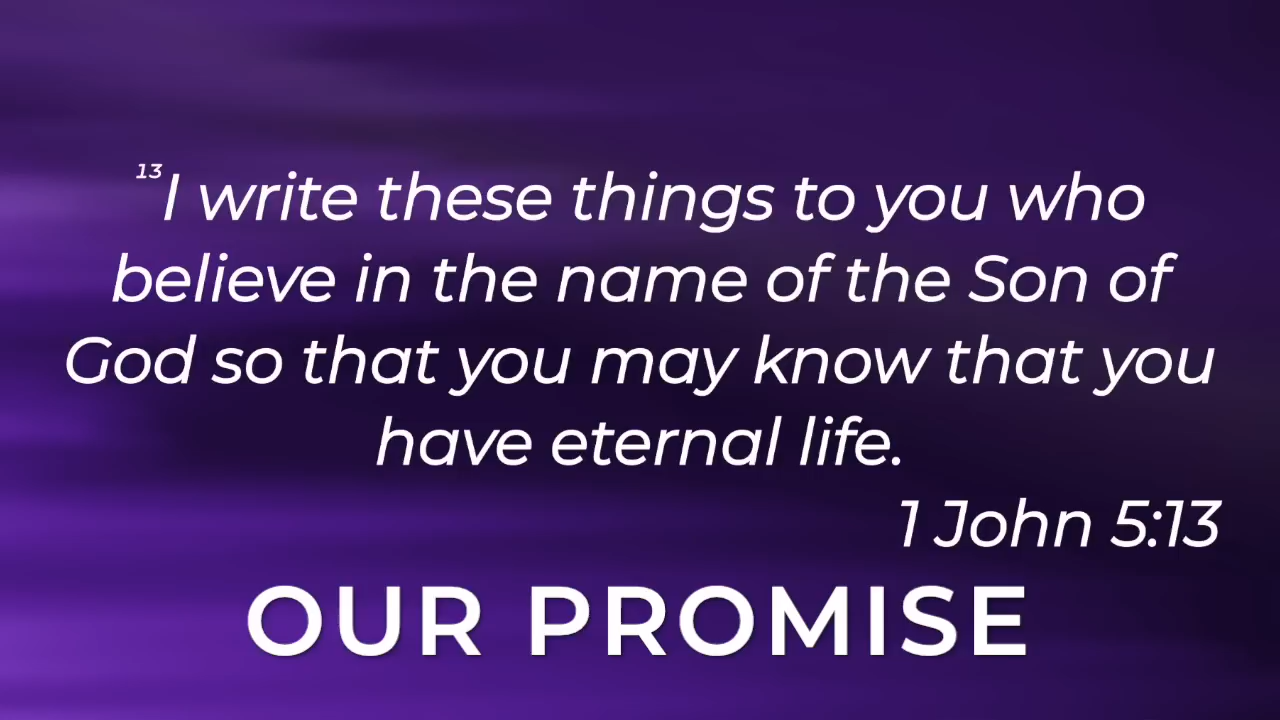 13I write these things to you who
believe in the name of the Son of
God so that you may know that you
have eternal life.
1 John 5:13
OUR PROMISE